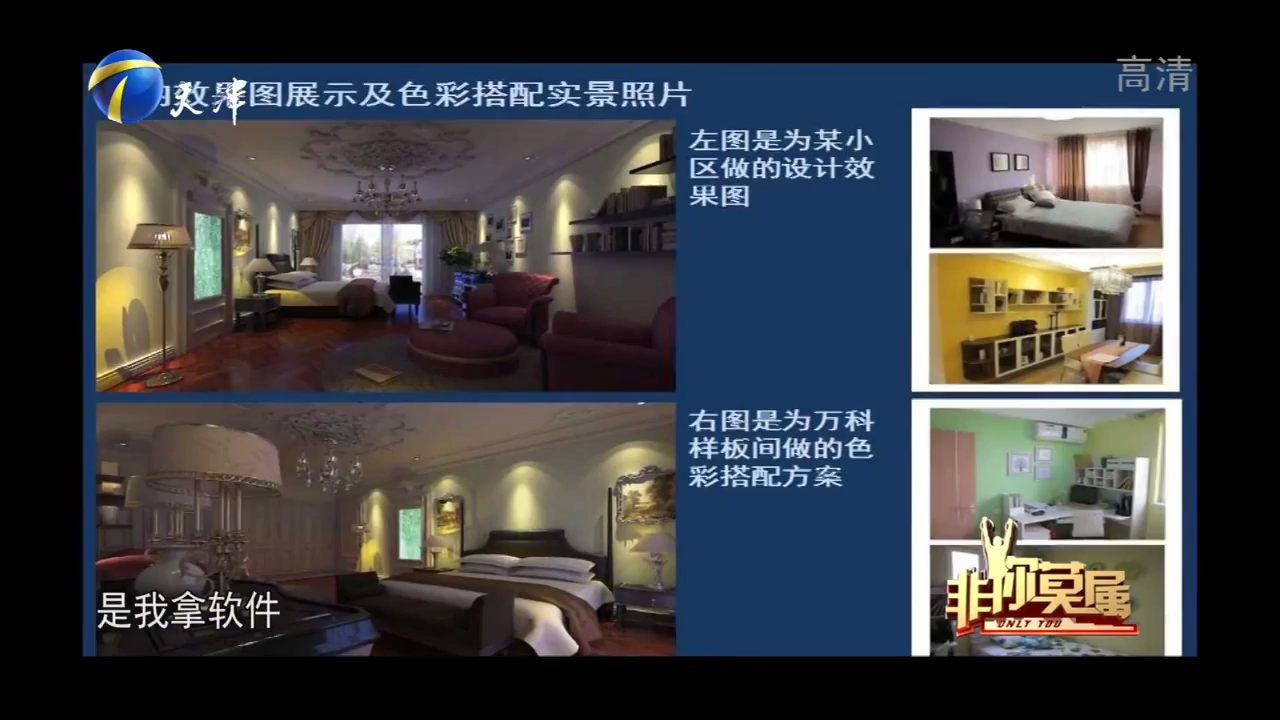 天津
效果图展示及色彩搭配实景照片
高清
左图是为某小
区做的设计效
果图
右图是为万科
样板间做的色
彩搭配方案
是我拿软件
非你莫属
ONLY YOU